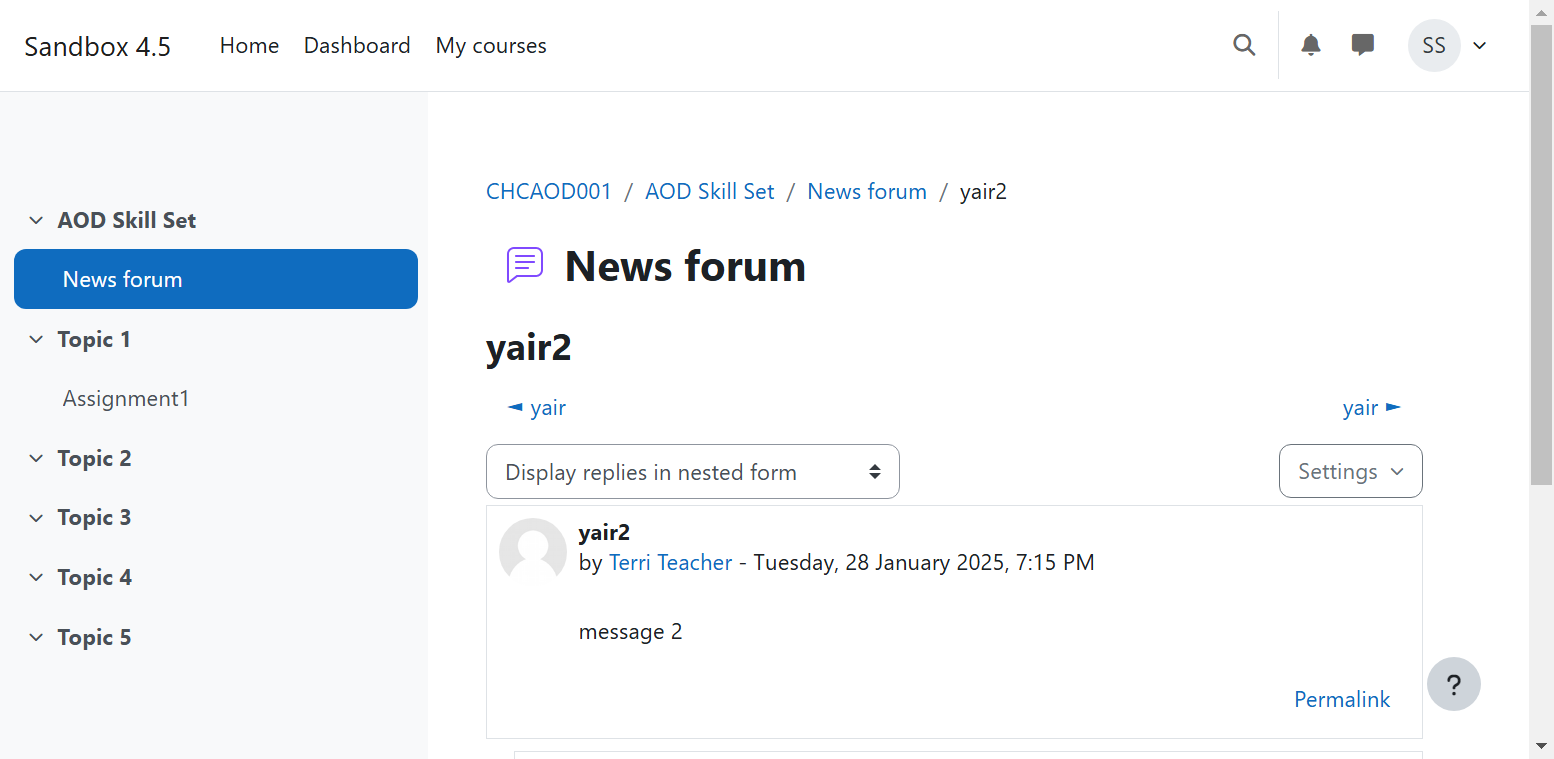 Sandbox 4.5 Home Dashboard My courses SS
AOD Skill Set
News forum
Topic 1
Assignment1
Topic 2
Topic 3
Topic 4
Topic 5
CHCAOD001 / AOD Skill Set / News forum / yair2
News forum
yair2
◄ yair
yair ►
Display replies in nested form
Settings
yair2
by Terri Teacher - Tuesday, 28 January 2025, 7:15 PM
message 2
Permalink
?